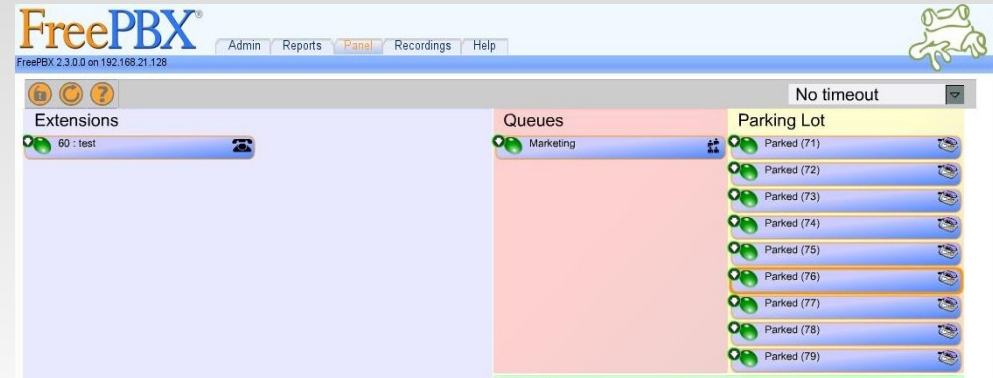 FreePBX®
Admin Reports Panel Recordings Help
FreePBX 2.3.0.0 on 192.168.21.128
No timeout
Extensions
60 : test
Queues
Marketing
Parking Lot
Parked (71)
Parked (72)
Parked (73)
Parked (74)
Parked (75)
Parked (76)
Parked (77)
Parked (78)
Parked (79)